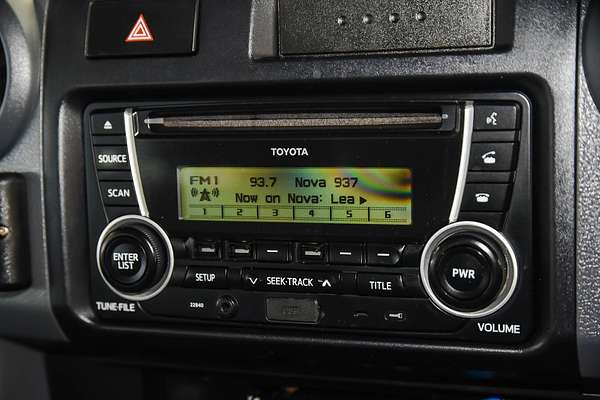 TOYOTA
SOURCE
SCAN
FM1 93.7 Nova 937
Now on Nova: Lea
1 2 3 4 5 6
ENTER
LIST
PWR
SETUP
SEEK·TRACK
TITLE
TUNE·FILE
22840
VOLUME